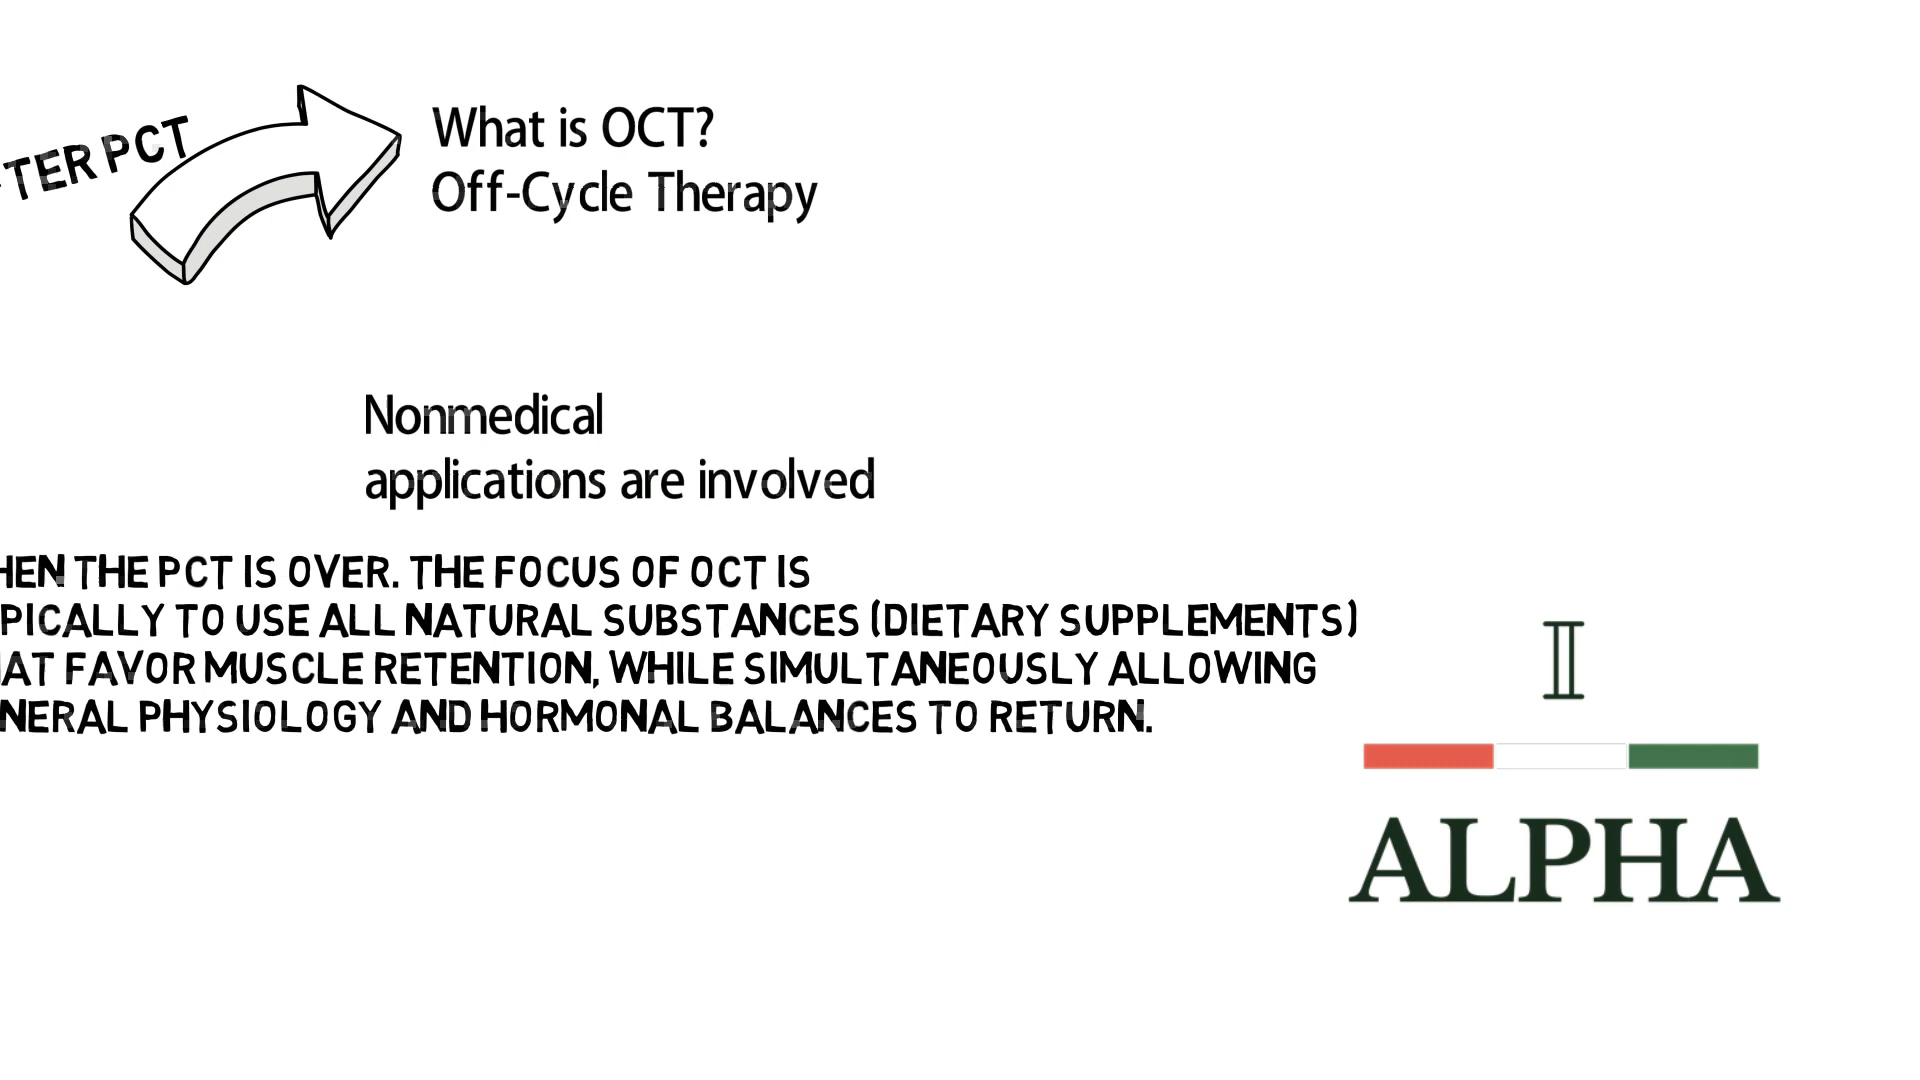 TER PCT
What is OCT?
Off-Cycle Therapy
Nonmedical
applications are involved
HEN THE PCT IS OVER. THE FOCUS OF OCT IS
PICALLY TO USE ALL NATURAL SUBSTANCES (DIETARY SUPPLEMENTS)
AT FAVOR MUSCLE RETENTION, WHILE SIMULTANEOUSLY ALLOWING
NERAL PHYSIOLOGY AND HORMONAL BALANCES TO RETURN.
II
ALPHA